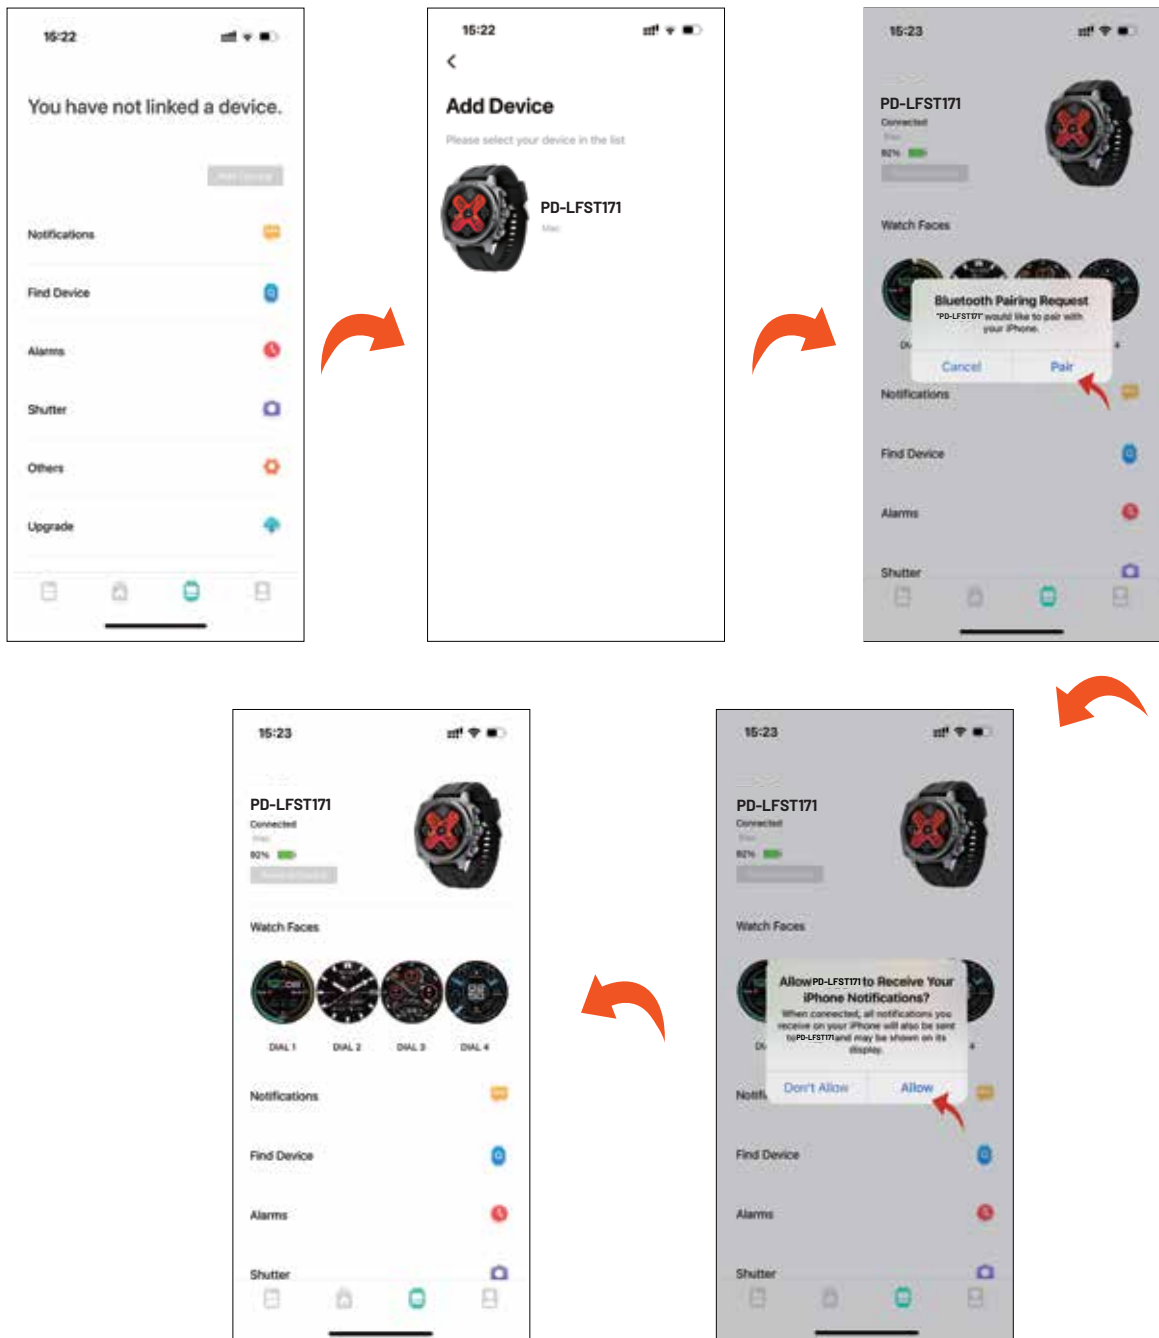 15:22
You have not linked a device.
Add Device
Notifications
Find Device
Alarms
Shutter
Others
Upgrade
15:22
Add Device
Please select your device in the list
PD-LFST171
Mac
15:23
PD-LFST171
Connected
Mac
92%
Watch Faces
Bluetooth Pairing Request
"PD-LFST171" would like to pair with
your iPhone.
Cancel
Pair
Notifications
Find Device
Alarms
Shutter
15:23
PD-LFST171
Connected
Mac
92%
Watch Faces
Allow PD-LFST171 to Receive Your
iPhone Notifications?
When connected, all notifications you
receive on your iPhone will also be sent
to PD-LFST171 and may be shown on its
display.
Don't Allow
Allow
Find Device
Alarms
Shutter
15:23
PD-LFST171
Connected
Mac
92%
Watch Faces
DIAL 1
DIAL 2
DIAL 3
DIAL 4
Notifications
Find Device
Alarms
Shutter